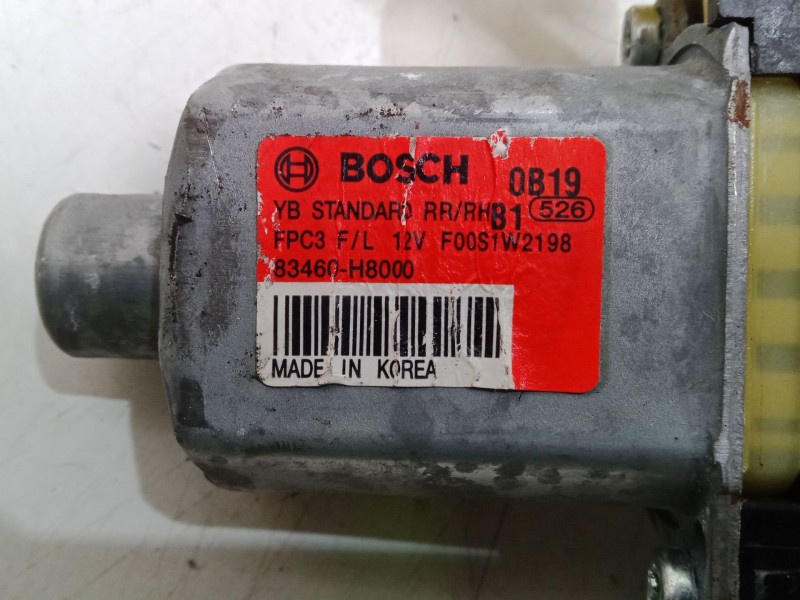 BOSCH 0B19
YB STANDARD RR/RH B1 526
FPC3 F/L 12V F00S1W2198
83460-H8000
MADE IN KOREA